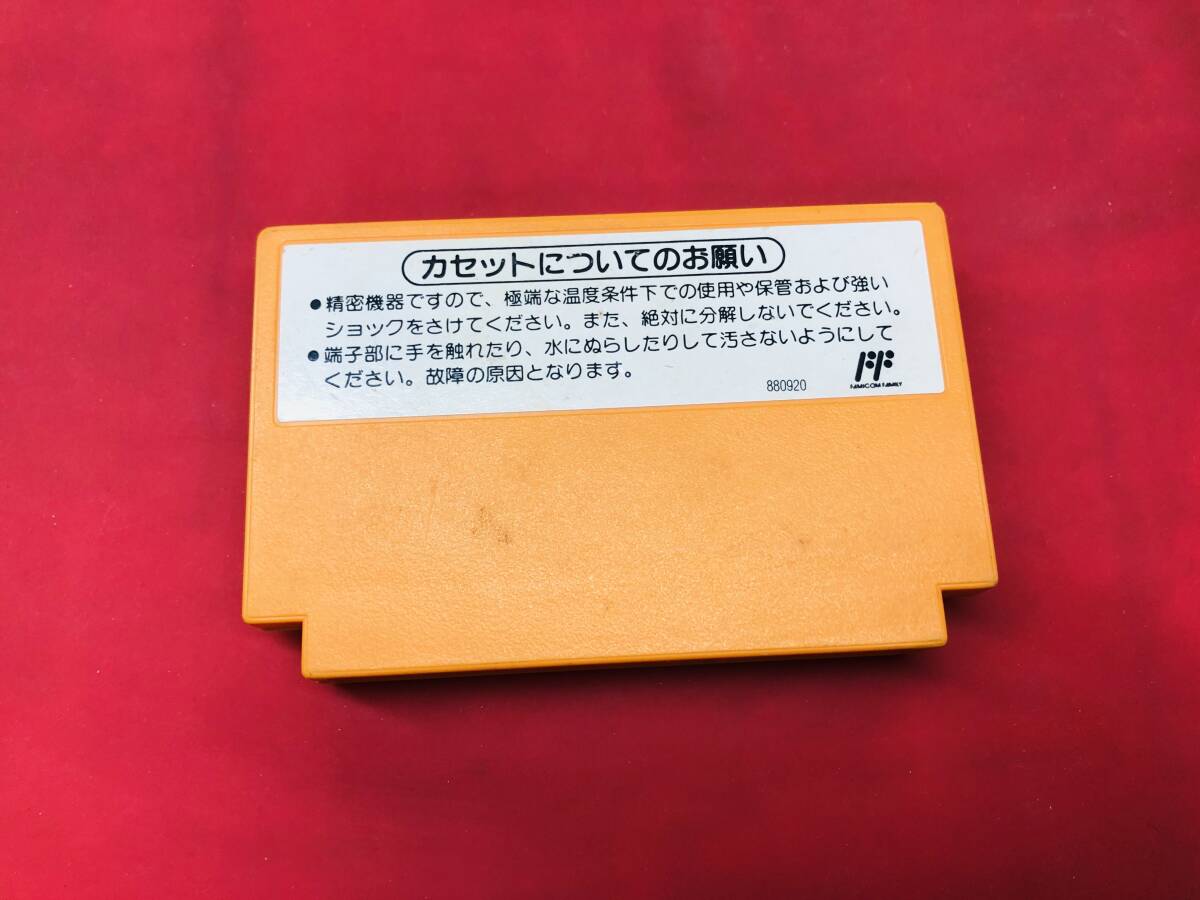 カセットについてのお願い
●精密機器ですので、極端な温度条件下での使用や保管および強い
ショックをさけてください。また、絶対に分解しないでください。
●端子部に手を触れたり、水にぬらしたりして汚さないようにして
ください。故障の原因となります。
880920
FF
FAMICOM FAMILY